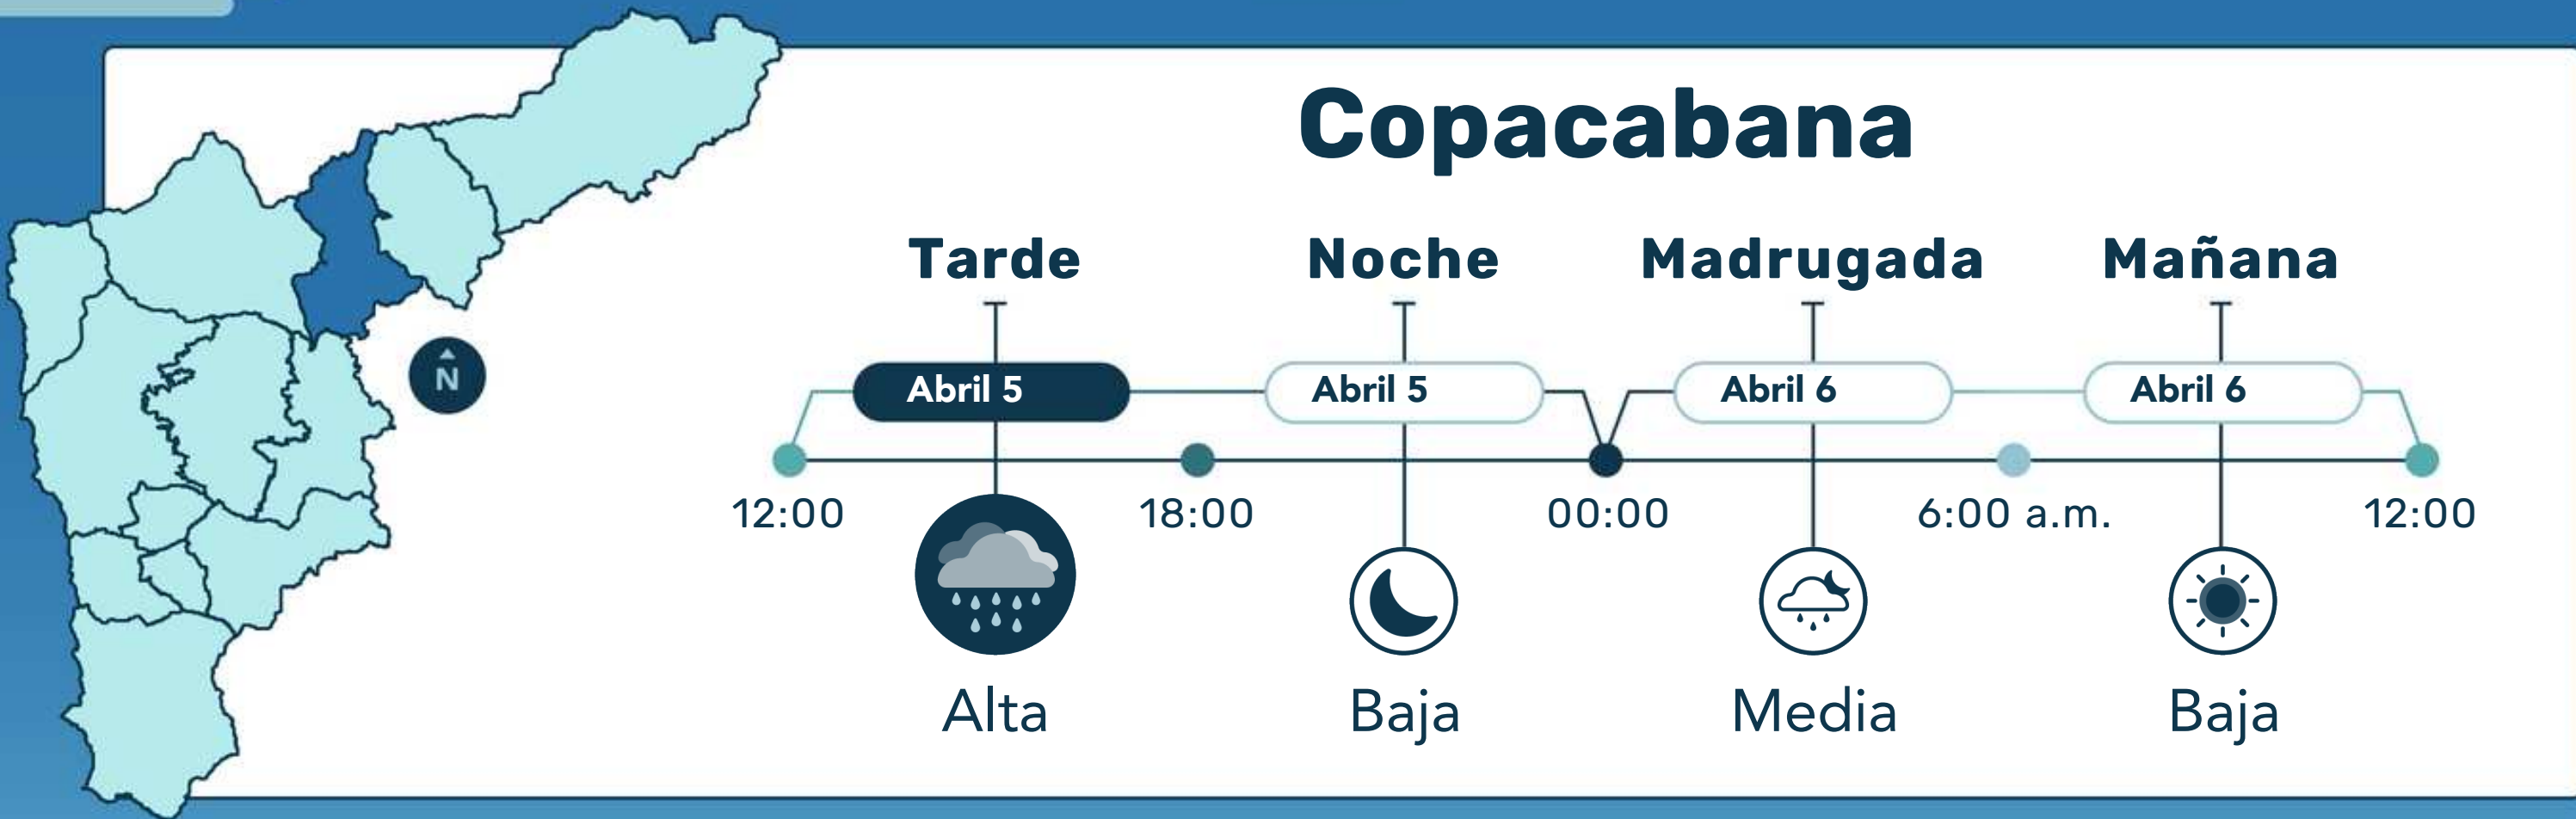 Copacabana
Tarde Noche Madrugada Mañana
N
Abril 5 Abril 5 Abril 6 Abril 6
12:00 18:00 00:00 6:00 a.m. 12:00
Alta Baja Media Baja